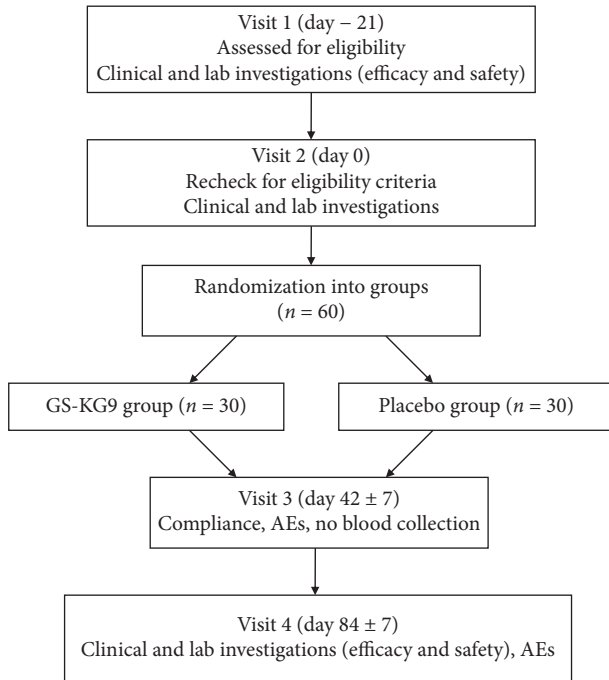 Visit 1 (day − 21)
Assessed for eligibility
Clinical and lab investigations (efficacy and safety)
Visit 2 (day 0)
Recheck for eligibility criteria
Clinical and lab investigations
Randomization into groups
(n = 60)
GS-KG9 group (n = 30)
Placebo group (n = 30)
Visit 3 (day 42 ± 7)
Compliance, AEs, no blood collection
Visit 4 (day 84 ± 7)
Clinical and lab investigations (efficacy and safety), AEs